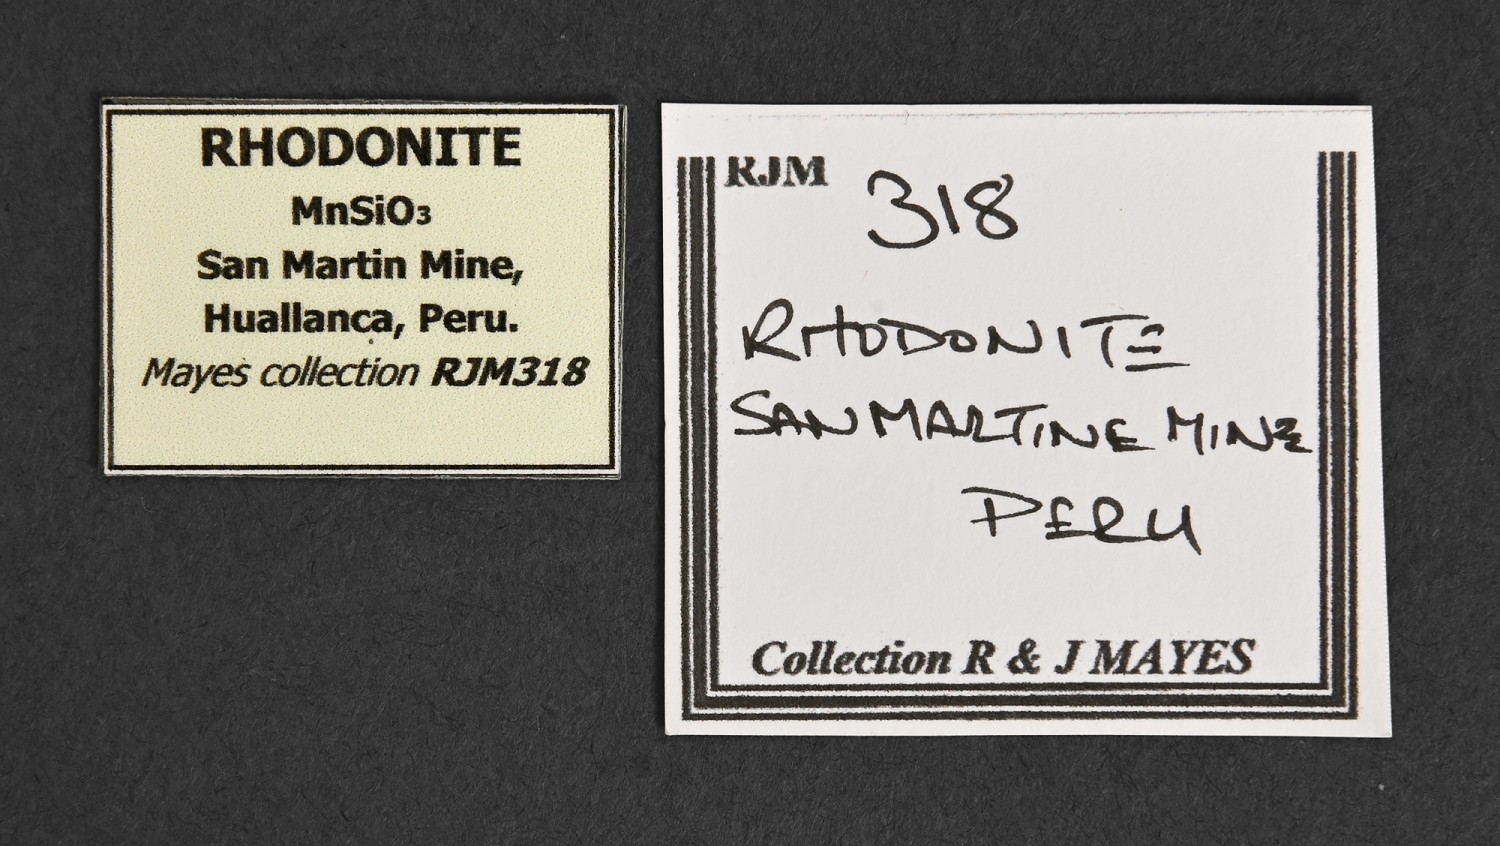 RHODONITE
MnSiO₃
San Martin Mine,
Huallanca, Peru.
Mayes collection RJM318
RJM 318
RHODONITE
SAN MARTINE MINE
PERU
Collection R & J MAYES